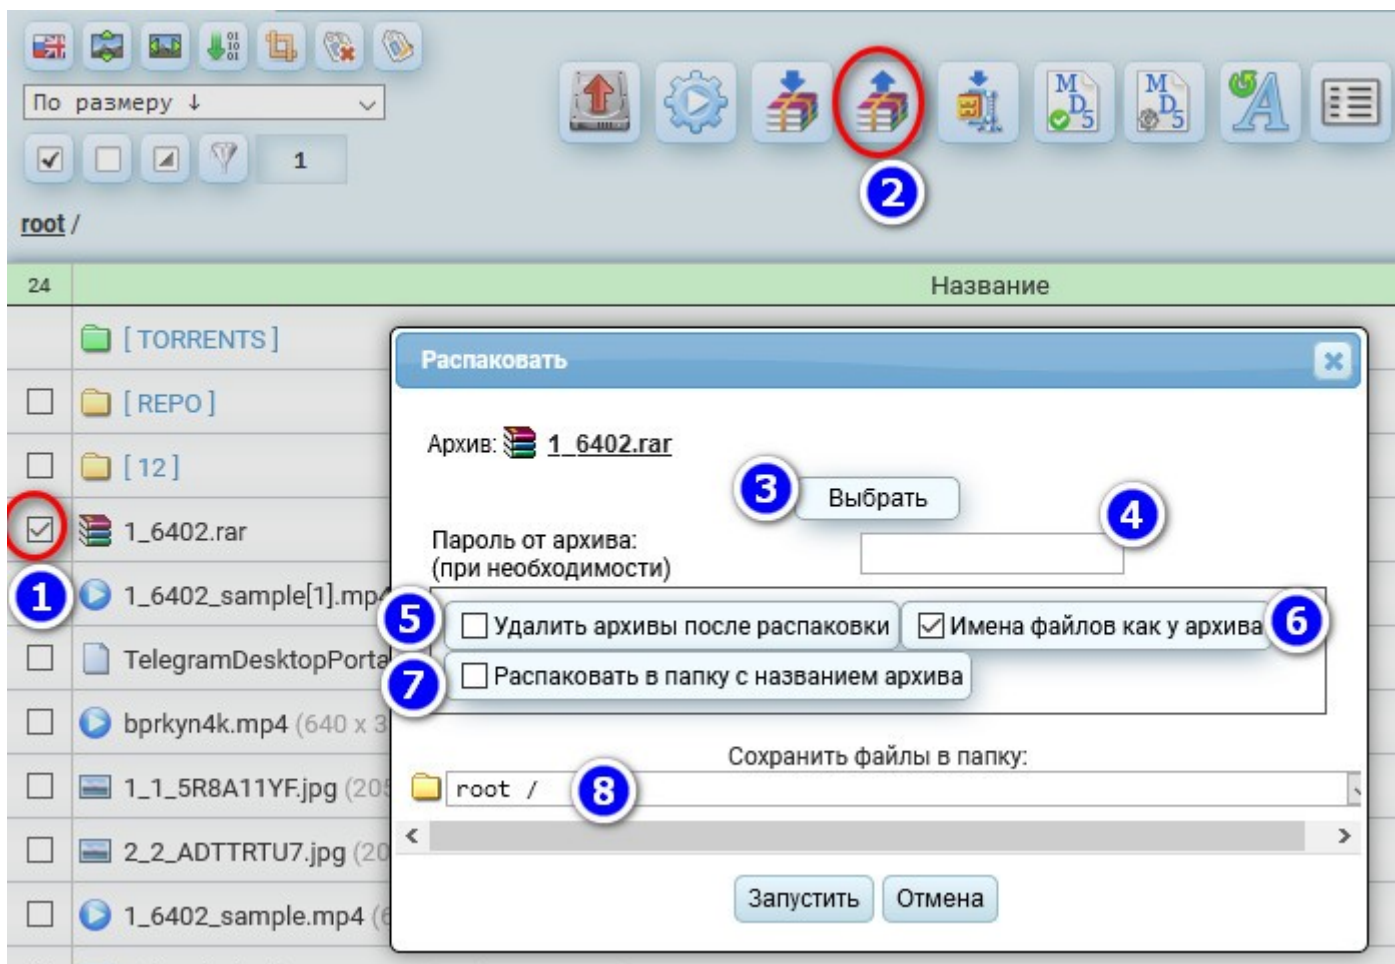 По размеру ↓
1
2
root /
24 Название
[ TORRENTS ]
[ REPO ]
[ 12 ]
1_6402.rar
1
1_6402_sample[1].mp4
TelegramDesktopPorta
bprkyn4k.mp4 (640 x 3
1_1_5R8A11YF.jpg (205
2_2_ADTTRTU7.jpg (20
1_6402_sample.mp4 (6
Распаковать
Архив: 1_6402.rar
3 Выбрать
4
Пароль от архива:
(при необходимости)
5 Удалить архивы после распаковки Имена файлов как у архива 6
7 Распаковать в папку с названием архива
Сохранить файлы в папку:
root / 8
Запустить Отмена